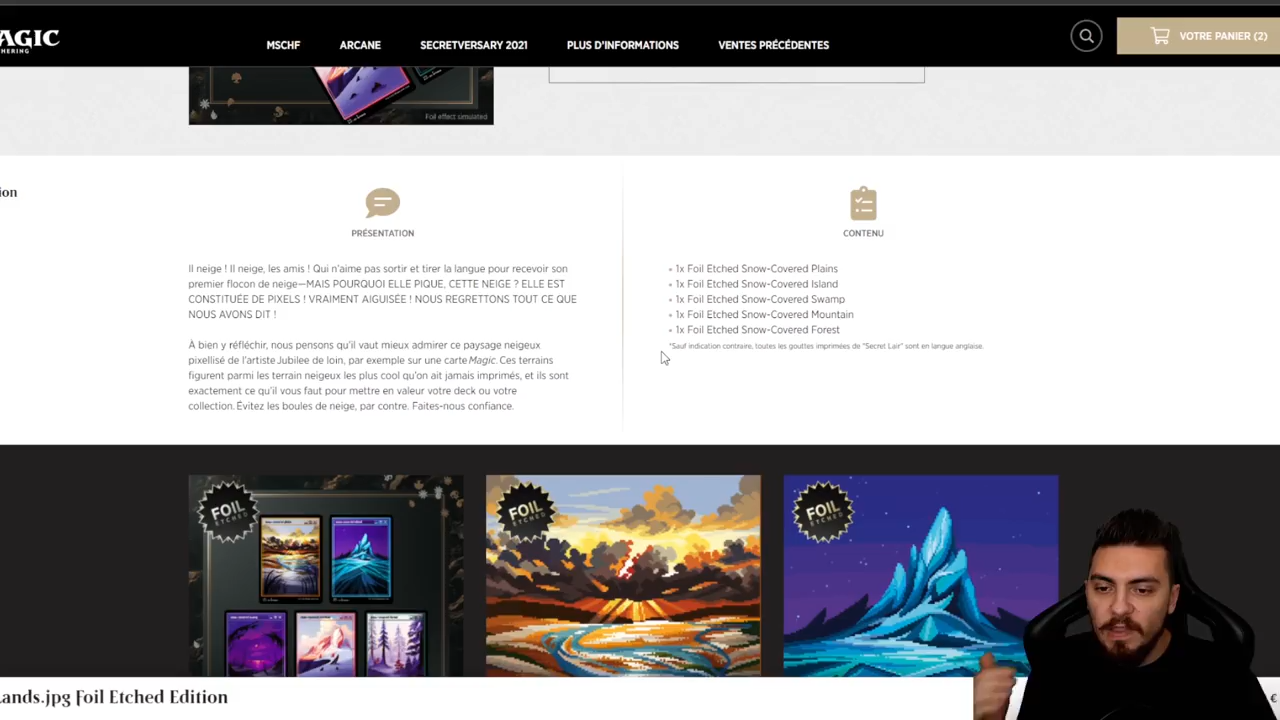 AGIC
HERING
MSCHF
ARCANE
SECRETVERSARY 2021
PLUS D'INFORMATIONS
VENTES PRÉCÉDENTES
VOTRE PANIER (2)
Foil effect simulated
ion
PRÉSENTATION
Il neige ! Il neige, les amis ! Qui n'aime pas sortir et tirer la langue pour recevoir son
premier flocon de neige—MAIS POURQUOI ELLE PIQUE, CETTE NEIGE ? ELLE EST
CONSTITUÉE DE PIXELS ! VRAIMENT AIGUISÉE ! NOUS REGRETTONS TOUT CE QUE
NOUS AVONS DIT !
À bien y réfléchir, nous pensons qu'il vaut mieux admirer ce paysage neigeux
pixellisé de l'artiste Jubilee de loin, par exemple sur une carte Magic. Ces terrains
figurent parmi les terrain neigeux les plus cool qu'on ait jamais imprimés, et ils sont
exactement ce qu'il vous faut pour mettre en valeur votre deck ou votre
collection. Évitez les boules de neige, par contre. Faites-nous confiance.
CONTENU
• 1x Foil Etched Snow-Covered Plains
• 1x Foil Etched Snow-Covered Island
• 1x Foil Etched Snow-Covered Swamp
• 1x Foil Etched Snow-Covered Mountain
• 1x Foil Etched Snow-Covered Forest
*Sauf indication contraire, toutes les gouttes imprimées de "Secret Lair" sont en langue anglaise.
FOIL
ETCHED
FOIL
ETCHED
FOIL
ETCHED
Lands.jpg Foil Etched Edition
€